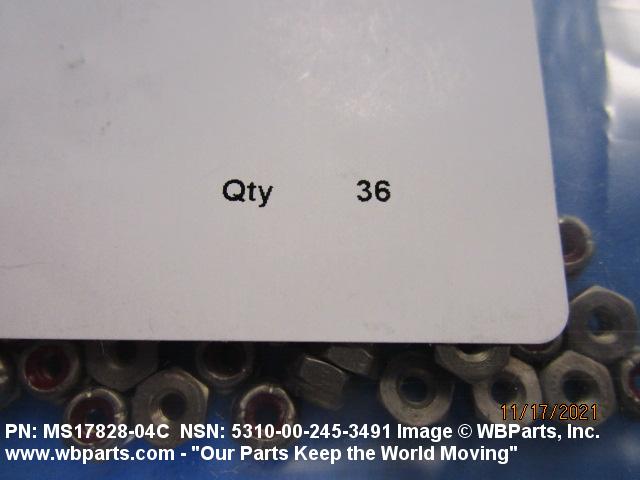 Qty 36
11/17/2021
PN: MS17828-04C NSN: 5310-00-245-3491 Image © WBParts, Inc.
www.wbparts.com - "Our Parts Keep the World Moving"